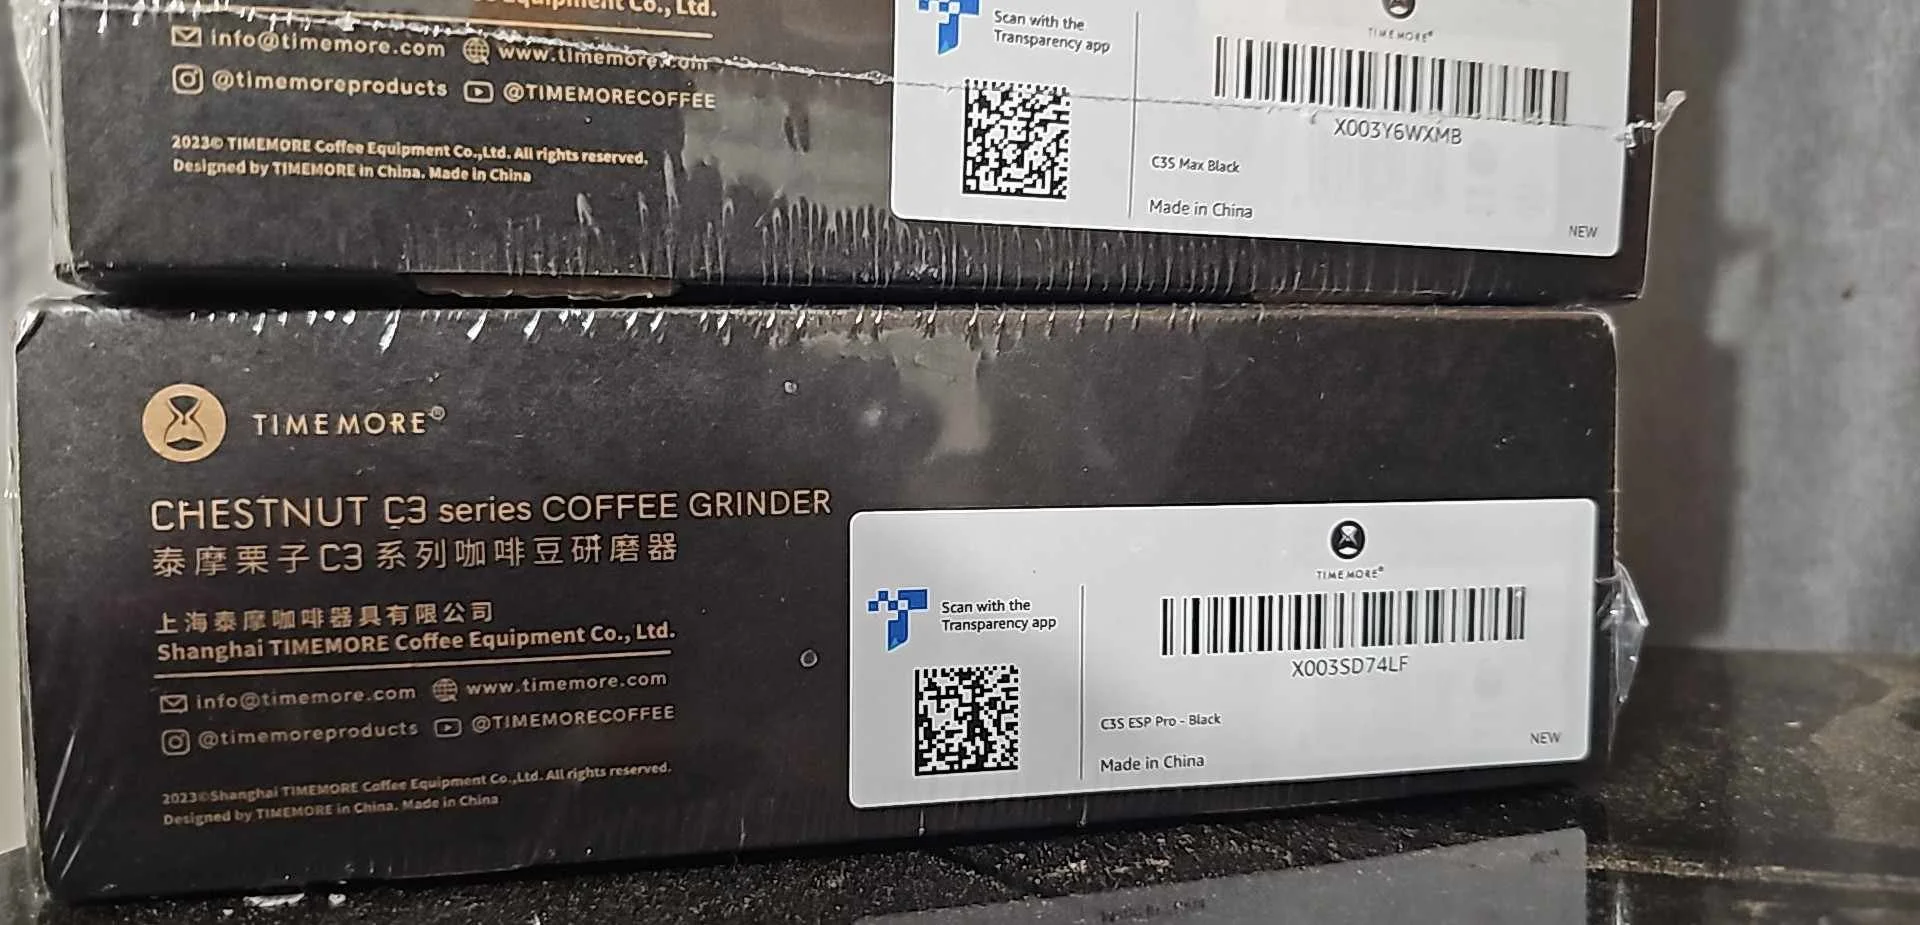 Equipment Co., Ltd.
info@timemore.com www.timemore.com
@timemoreproducts @TIMEMORECOFFEE
2023© TIMEMORE Coffee Equipment Co.,Ltd. All rights reserved.
Designed by TIMEMORE in China. Made in China
Scan with the
Transparency app
TIMEMORE®
X003Y6WXMB
C3S Max Black
Made in China
NEW
TIMEMORE®
CHESTNUT C3 series COFFEE GRINDER
泰摩栗子C3系列咖啡豆研磨器
上海泰摩咖啡器具有限公司
Shanghai TIMEMORE Coffee Equipment Co., Ltd.
info@timemore.com www.timemore.com
@timemoreproducts @TIMEMORECOFFEE
2023©Shanghai TIMEMORE Coffee Equipment Co.,Ltd. All rights reserved.
Designed by TIMEMORE in China. Made in China
Scan with the
Transparency app
TIMEMORE®
X003SD74LF
C3S ESP Pro - Black
Made in China
NEW